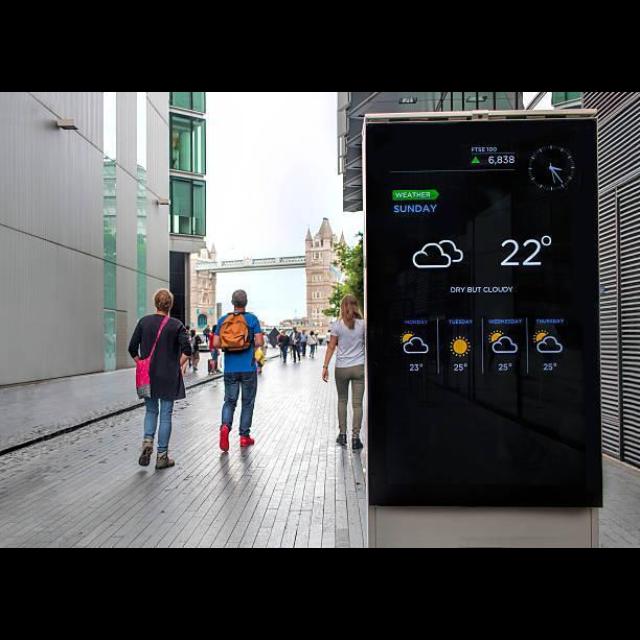 FTSE 100
6,838
WEATHER
SUNDAY
22°
DRY BUT CLOUDY
MONDAY TUESDAY WEDNESDAY THURSDAY
23° 25° 25° 25°